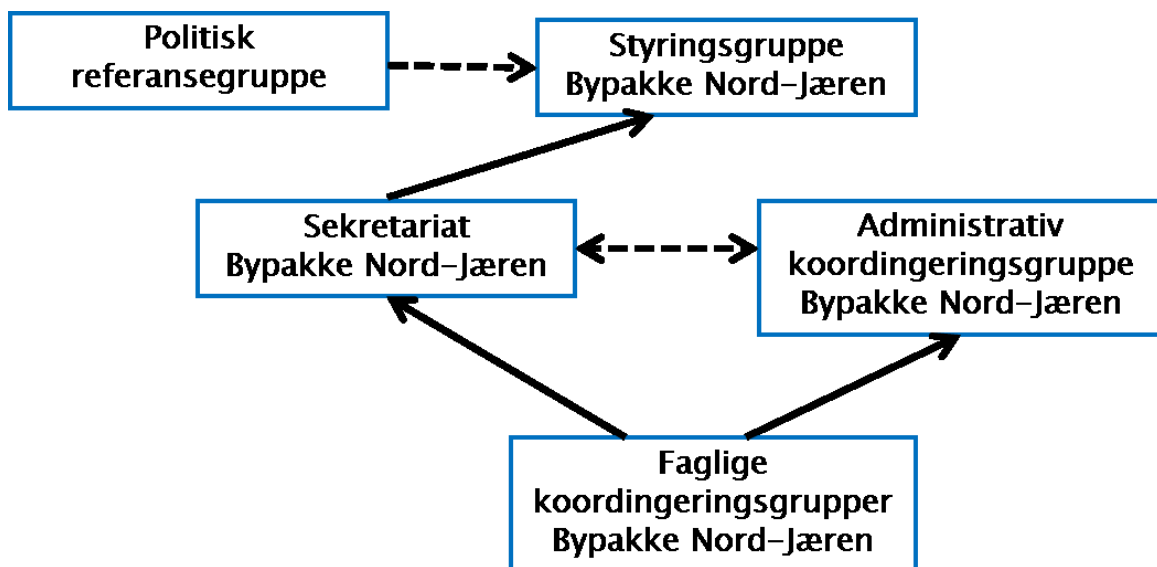 Politisk
referansegruppe
Styringsgruppe
Bypakke Nord-Jæren
Sekretariat
Bypakke Nord-Jæren
Administrativ
koordingeringsgruppe
Bypakke Nord-Jæren
Faglige
koordingeringsgrupper
Bypakke Nord-Jæren